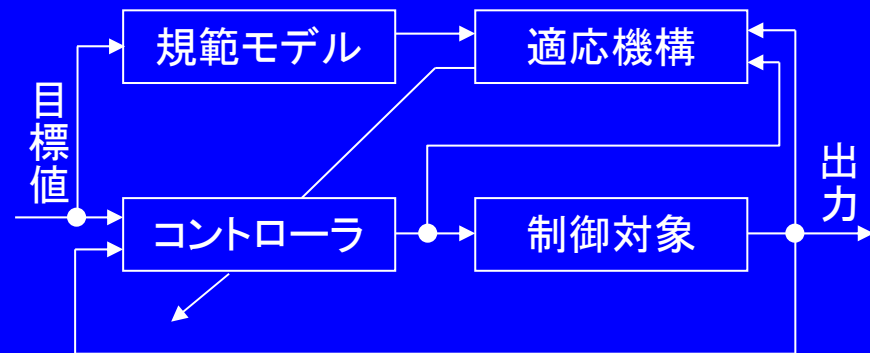 規範モデル
適応機構
目標値
出力
コントローラ
制御対象